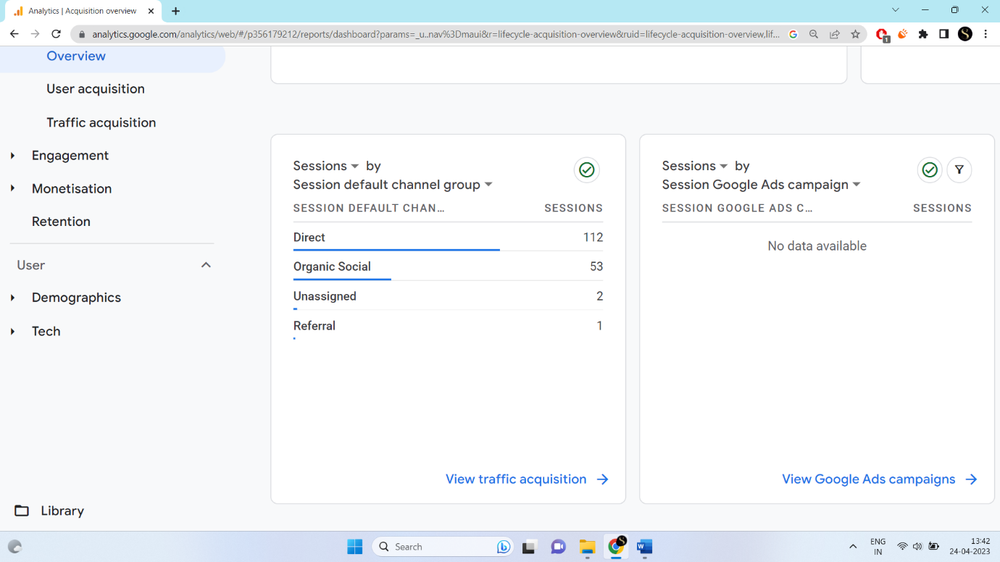 Analytics | Acquisition overview
analytics.google.com/analytics/web/#/p356179212/reports/dashboard?params=_u..nav%3Dmaui&r=lifecycle-acquisition-overview&ruid=lifecycle-acquisition-overview,lif...
1
Overview
User acquisition
Traffic acquisition
Engagement
Monetisation
Retention
User
Demographics
Tech
Library
Sessions by
Session default channel group
SESSION DEFAULT CHAN... SESSIONS
Direct 112
Organic Social 53
Unassigned 2
Referral 1
View traffic acquisition
Sessions by
Session Google Ads campaign
SESSION GOOGLE ADS C... SESSIONS
No data available
View Google Ads campaigns
Search
ENG
IN
13:42
24-04-2023